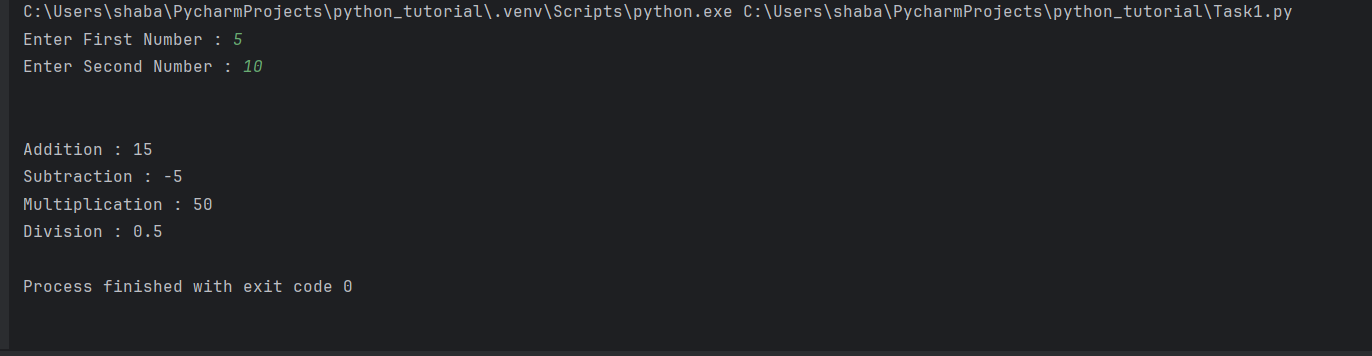 C:\Users\shaba\PycharmProjects\python_tutorial\.venv\Scripts\python.exe C:\Users\shaba\PycharmProjects\python_tutorial\Task1.py
Enter First Number : 5
Enter Second Number : 10
Addition : 15
Subtraction : -5
Multiplication : 50
Division : 0.5
Process finished with exit code 0